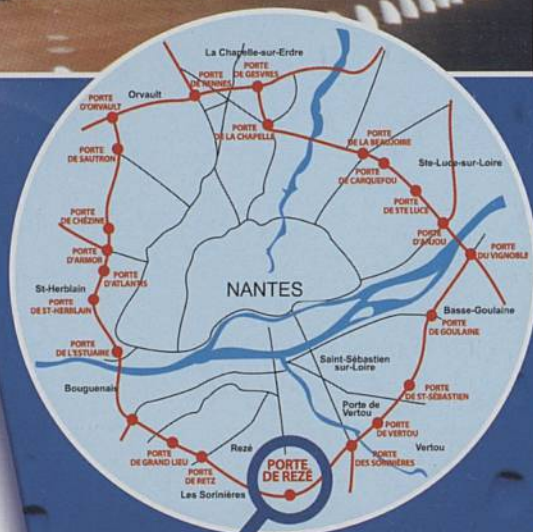 La Chapelle-sur-Erdre
Orvault
PORTE
DE RENNES
PORTE
DE GESVRES
PORTE
D'ORVAULT
PORTE
DE LA CHAPELLE
PORTE
DE SAUTRON
PORTE
DE LA BEAUJOIRE
Ste-Luce-sur-Loire
PORTE
DE CARQUEFOU
PORTE
DE STE LUCE
PORTE
DE CHÉZINE
PORTE
D'ANJOU
PORTE
D'ARMOR
PORTE
DU VIGNOBLE
PORTE
D'ATLANTIS
St-Herblain
NANTES
PORTE
DE ST-HERBLAIN
Basse-Goulaine
PORTE
DE GOULAINE
PORTE
DE L'ESTUAIRE
Saint-Sébastien
sur-Loire
Bouguenais
PORTE
DE ST-SÉBASTIEN
Porte de
Vertou
PORTE
DE VERTOU
Rezé
Vertou
PORTE
DE GRAND LIEU
PORTE
DES SORINIÈRES
PORTE
DE RETZ
PORTE
DE REZÉ
Les Sorinières